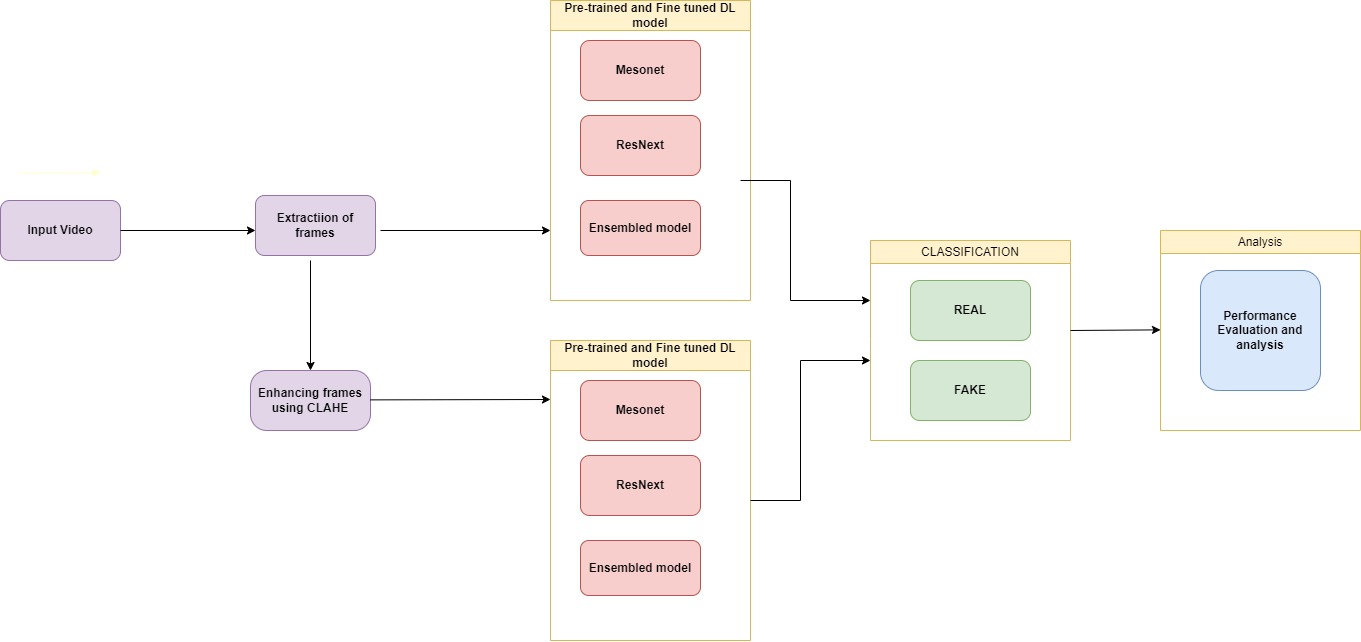 Input Video
Extractiion of
frames
Enhancing frames
using CLAHE
Pre-trained and Fine tuned DL
model
Mesonet
ResNext
Ensembled model
Pre-trained and Fine tuned DL
model
Mesonet
ResNext
Ensembled model
CLASSIFICATION
REAL
FAKE
Analysis
Performance
Evaluation and
analysis